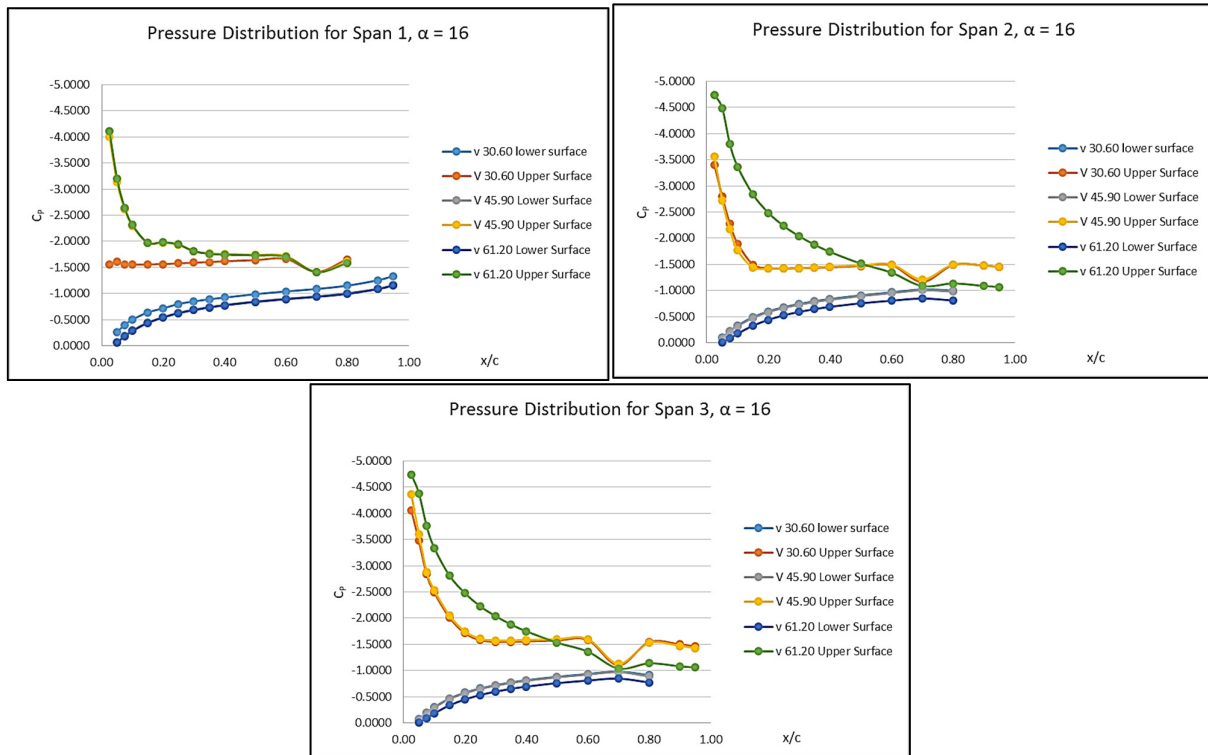 Pressure Distribution for Span 1, α = 16
-5.0000
-4.5000
-4.0000
-3.5000
-3.0000
-2.5000
-2.0000
-1.5000
-1.0000
-0.5000
0.0000
Cₚ
0.00 0.20 0.40 0.60 0.80 1.00
x/c
v 30.60 lower surface
V 30.60 Upper Surface
V 45.90 Lower Surface
V 45.90 Upper Surface
v 61.20 Lower Surface
v 61.20 Upper Surface
Pressure Distribution for Span 2, α = 16
-5.0000
-4.5000
-4.0000
-3.5000
-3.0000
-2.5000
-2.0000
-1.5000
-1.0000
-0.5000
0.0000
Cₚ
0.00 0.20 0.40 0.60 0.80 1.00
x/c
v 30.60 lower surface
V 30.60 Upper Surface
V 45.90 Lower Surface
V 45.90 Upper Surface
v 61.20 Lower Surface
v 61.20 Upper Surface
Pressure Distribution for Span 3, α = 16
-5.0000
-4.5000
-4.0000
-3.5000
-3.0000
-2.5000
-2.0000
-1.5000
-1.0000
-0.5000
0.0000
Cₚ
0.00 0.20 0.40 0.60 0.80 1.00
x/c
v 30.60 lower surface
V 30.60 Upper Surface
V 45.90 Lower Surface
V 45.90 Upper Surface
v 61.20 Lower Surface
v 61.20 Upper Surface